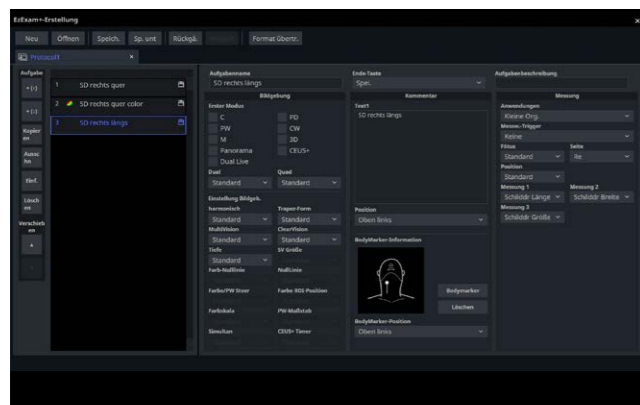 EzExam+-Erstellung
Neu
Öffnen
Speich.
Sp. unt
Rückgä.
Format übertr.
Protocol1
Aufgabe
+ (↑)
+ (↓)
Kopier
en
Aussc
hn
Einf.
Lösch
en
Verschieb
en
1 SD rechts quer
2 SD rechts quer color
3 SD rechts längs
Aufgabenname
SD rechts längs
Bildgebung
Erster Modus
C
PD
PW
CW
M
3D
Panorama
CEUS+
Dual Live
Dual
Quad
Standard
Standard
Einstellung Bildgeb.
harmonisch
Trapez-Form
Standard
Standard
MultiVision
ClearVision
Standard
Standard
Tiefe
SV Größe
Standard
Farb-Nulllinie
Nulllinie
Farbe/PW Steer
Farbe ROI-Position
Farbskala
PW-Maßstab
Simultan
CEUS+ Timer
Ende-Taste
Spei.
Kommentar
Text1
SD rechts längs
Position
Oben links
BodyMarker-Information
Bodymarker
Löschen
BodyMarker-Position
Oben links
Aufgabenbeschreibung
Messung
Anwendungen
Kleine Org.
Messw.-Trigger
Keine
Fötus
Seite
Standard
Re
Position
Standard
Messung 1
Messung 2
Schilddr Länge
Schilddr Breite
Messung 3
Schilddr Größe